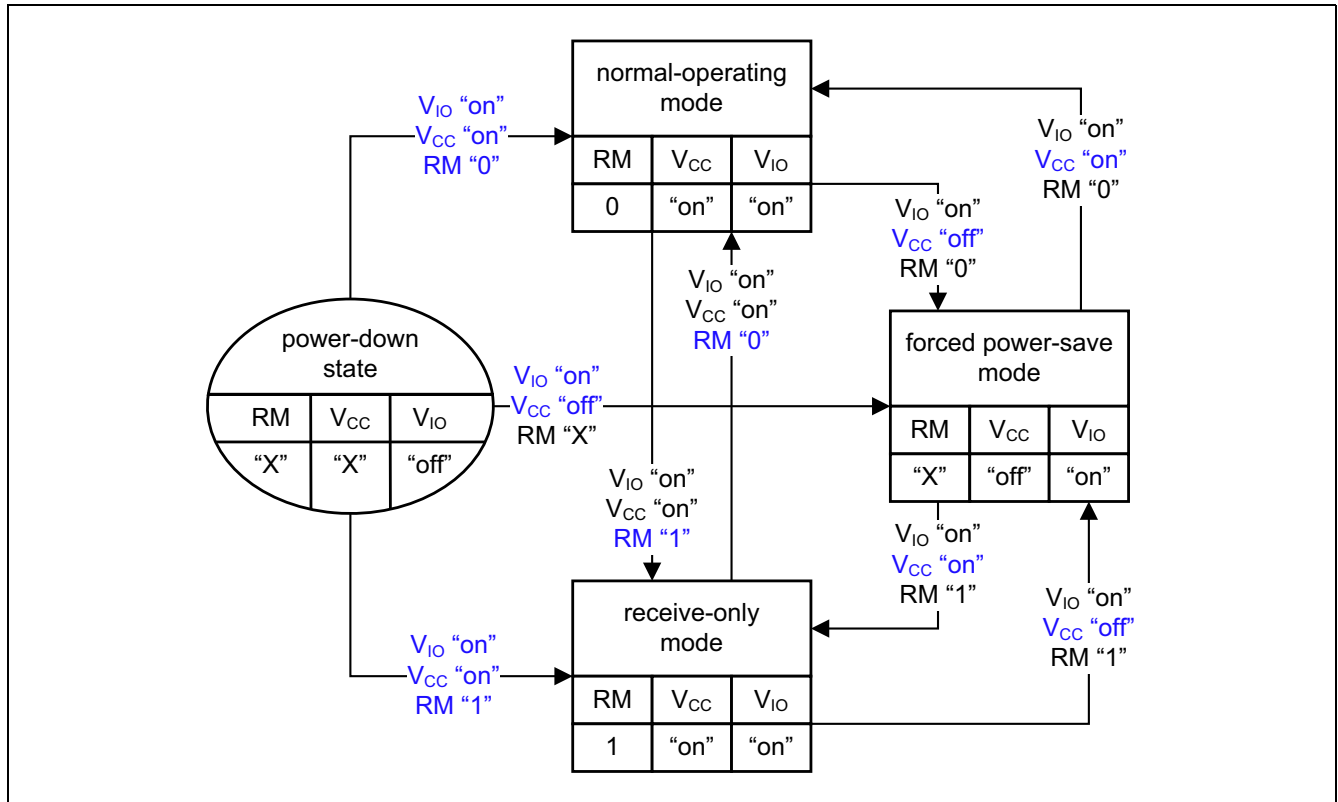 normal-operating
mode
RM VCC VIO
0 “on” “on”
VIO “on”
VCC “on”
RM “0”
VIO “on”
VCC “on”
RM “0”
VIO “on”
VCC “off”
RM “0”
VIO “on”
VCC “on”
RM “0”
power-down
state
RM VCC VIO
“X” “X” “off”
VIO “on”
VCC “off”
RM “X”
forced power-save
mode
RM VCC VIO
“X” “off” “on”
VIO “on”
VCC “on”
RM “1”
VIO “on”
VCC “on”
RM “1”
VIO “on”
VCC “off”
RM “1”
VIO “on”
VCC “on”
RM “1”
receive-only
mode
RM VCC VIO
1 “on” “on”